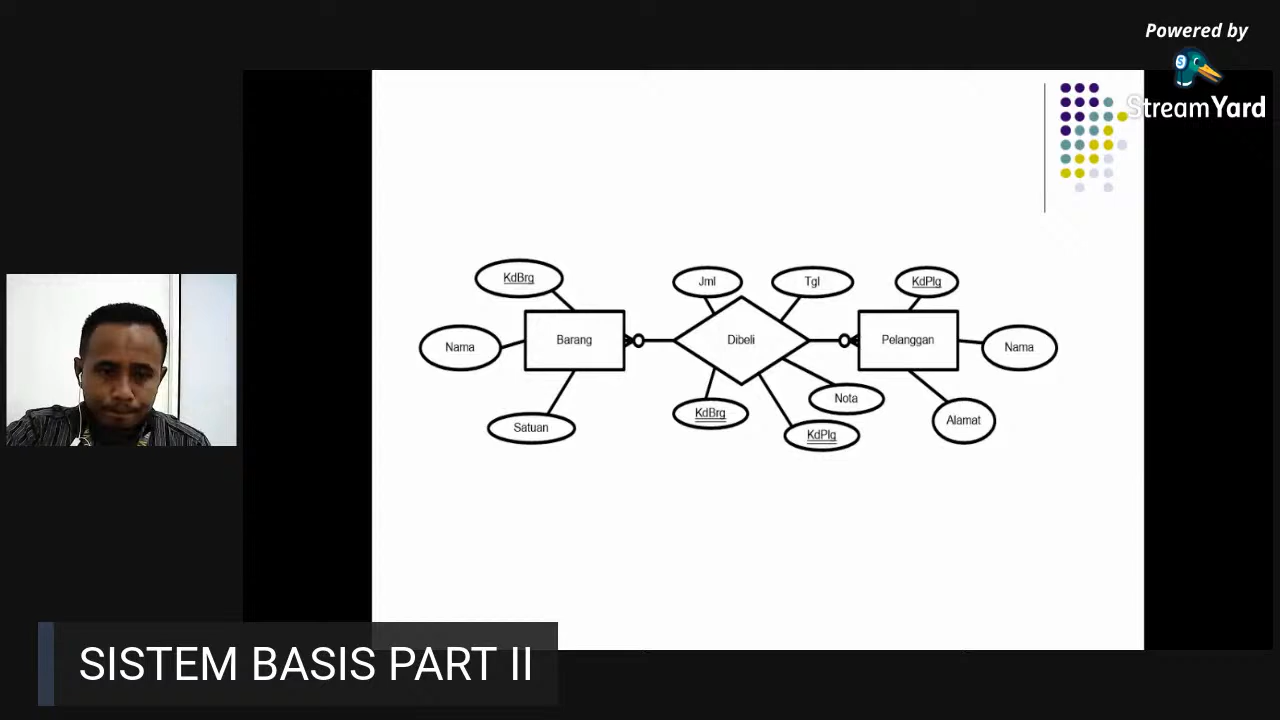 Powered by
StreamYard
KdBrg
Jml
Tgl
KdPlg
Nama
Barang
Dibeli
Pelanggan
Nama
Satuan
KdBrg
Nota
KdPlg
Alamat
SISTEM BASIS PART II